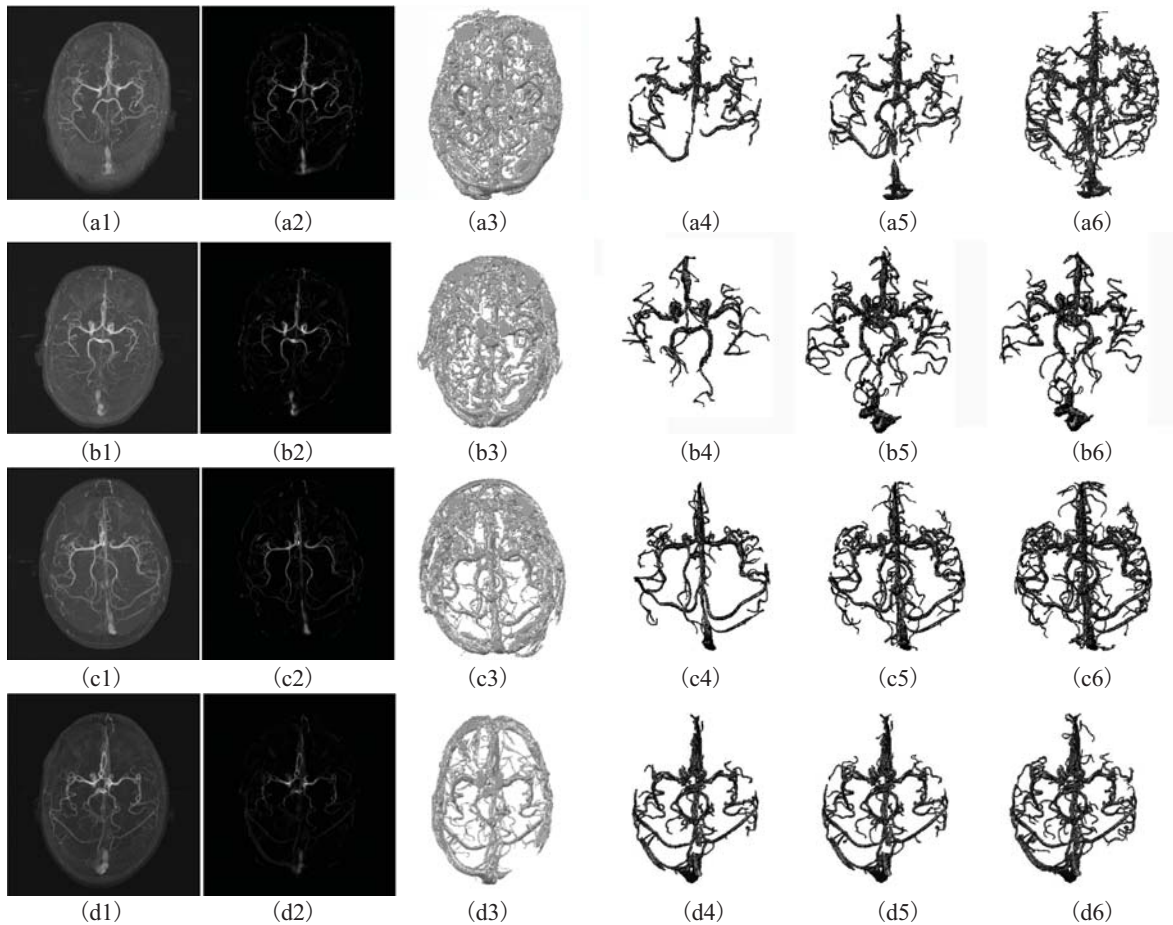 (a1) (a2) (a3) (a4) (a5) (a6)
(b1) (b2) (b3) (b4) (b5) (b6)
(c1) (c2) (c3) (c4) (c5) (c6)
(d1) (d2) (d3) (d4) (d5) (d6)